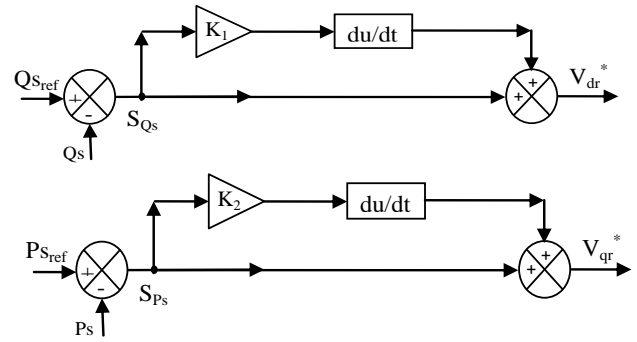 K₁
du/dt
Qs_ref
+
-
+
+
V_dr*
S_Qs
Qs
K₂
du/dt
Ps_ref
+
-
+
+
V_qr*
S_Ps
Ps